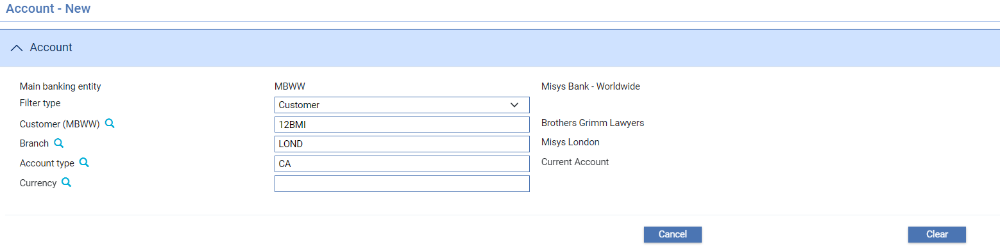 Account - New
Account
Main banking entity MBWW Misys Bank - Worldwide
Filter type Customer
Customer (MBWW) 12BMI Brothers Grimm Lawyers
Branch LOND Misys London
Account type CA Current Account
Currency
Cancel Clear